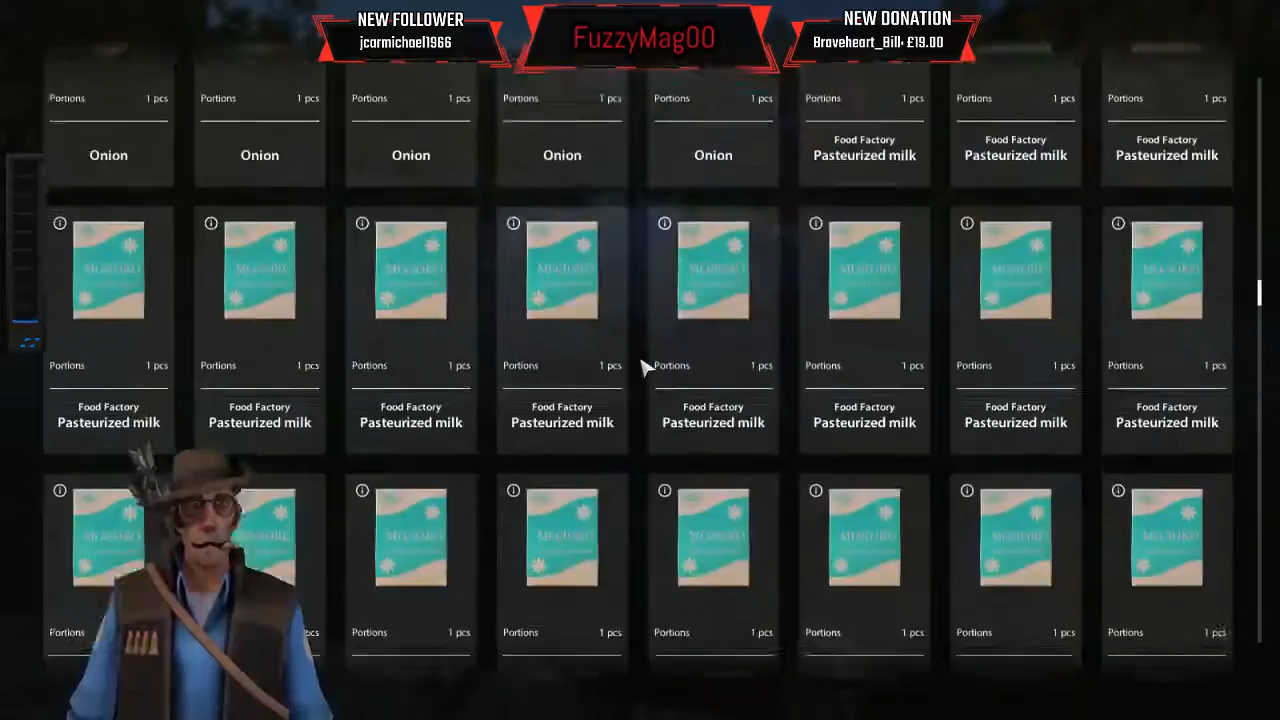 NEW FOLLOWER
jcarmichael1966
FuzzyMag00
NEW DONATION
Braveheart_Bill· £19.00
Portions 1 pcs Portions 1 pcs Portions 1 pcs Portions 1 pcs Portions 1 pcs Portions 1 pcs Portions 1 pcs Portions 1 pcs
Food Factory Food Factory Food Factory
Onion Onion Onion Onion Onion Pasteurized milk Pasteurized milk Pasteurized milk
Portions 1 pcs Portions 1 pcs Portions 1 pcs Portions 1 pcs Portions 1 pcs Portions 1 pcs Portions 1 pcs Portions 1 pcs
Food Factory Food Factory Food Factory Food Factory Food Factory Food Factory Food Factory Food Factory
Pasteurized milk Pasteurized milk Pasteurized milk Pasteurized milk Pasteurized milk Pasteurized milk Pasteurized milk Pasteurized milk
Portions pcs Portions 1 pcs Portions 1 pcs Portions 1 pcs Portions 1 pcs Portions 1 pcs Portions 1 pcs